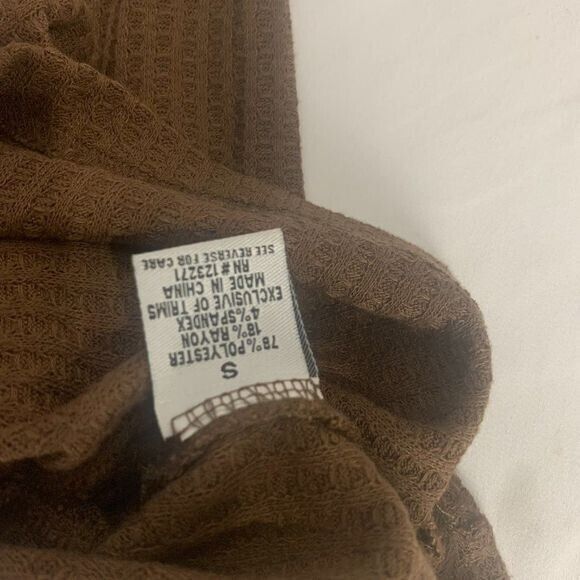 S
78%POLYESTER
18% RAYON
4%SPANDEX
EXCLUSIVE OF TRIMS
MADE IN CHINA
RN#123271
SEE REVERSE FOR CARE